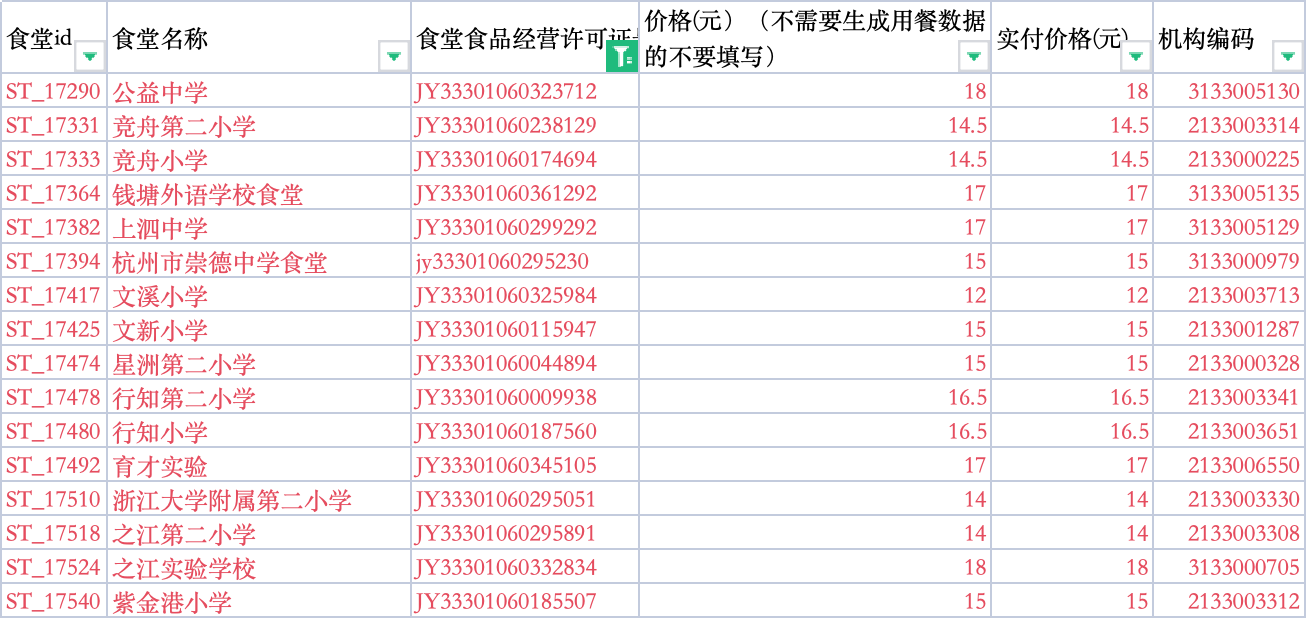 食堂id 食堂名称 食堂食品经营许可证 价格(元) （不需要生成用餐数据的不要填写） 实付价格(元) 机构编码
ST_17290 公益中学 JY33301060323712 18 18 3133005130
ST_17331 竞舟第二小学 JY33301060238129 14.5 14.5 2133003314
ST_17333 竞舟小学 JY33301060174694 14.5 14.5 2133000225
ST_17364 钱塘外语学校食堂 JY33301060361292 17 17 3133005135
ST_17382 上泗中学 JY33301060299292 17 17 3133005129
ST_17394 杭州市崇德中学食堂 jy33301060295230 15 15 3133000979
ST_17417 文溪小学 JY33301060325984 12 12 2133003713
ST_17425 文新小学 JY33301060115947 15 15 2133001287
ST_17474 星洲第二小学 JY33301060044894 15 15 2133000328
ST_17478 行知第二小学 JY33301060009938 16.5 16.5 2133003341
ST_17480 行知小学 JY33301060187560 16.5 16.5 2133003651
ST_17492 育才实验 JY33301060345105 17 17 2133006550
ST_17510 浙江大学附属第二小学 JY33301060295051 14 14 2133003330
ST_17518 之江第二小学 JY33301060295891 14 14 2133003308
ST_17524 之江实验学校 JY33301060332834 18 18 3133000705
ST_17540 紫金港小学 JY33301060185507 15 15 2133003312